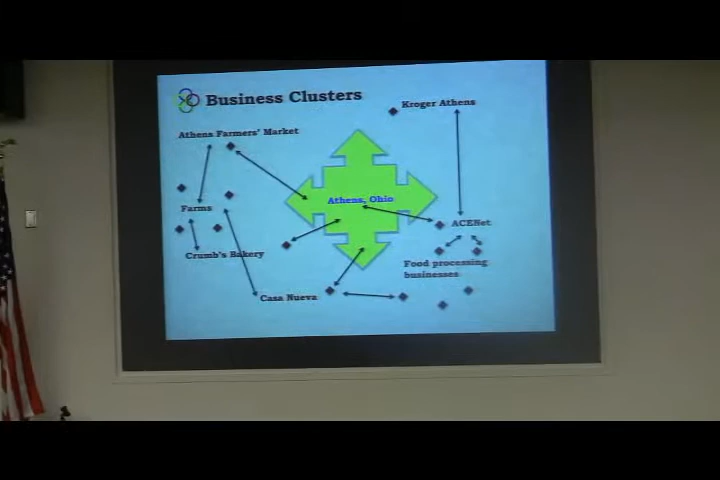 Business Clusters
Kroger Athens
Athens Farmers' Market
Athens, Ohio
Farms
ACENet
Crumb's Bakery
Food processing
businesses
Casa Nueva